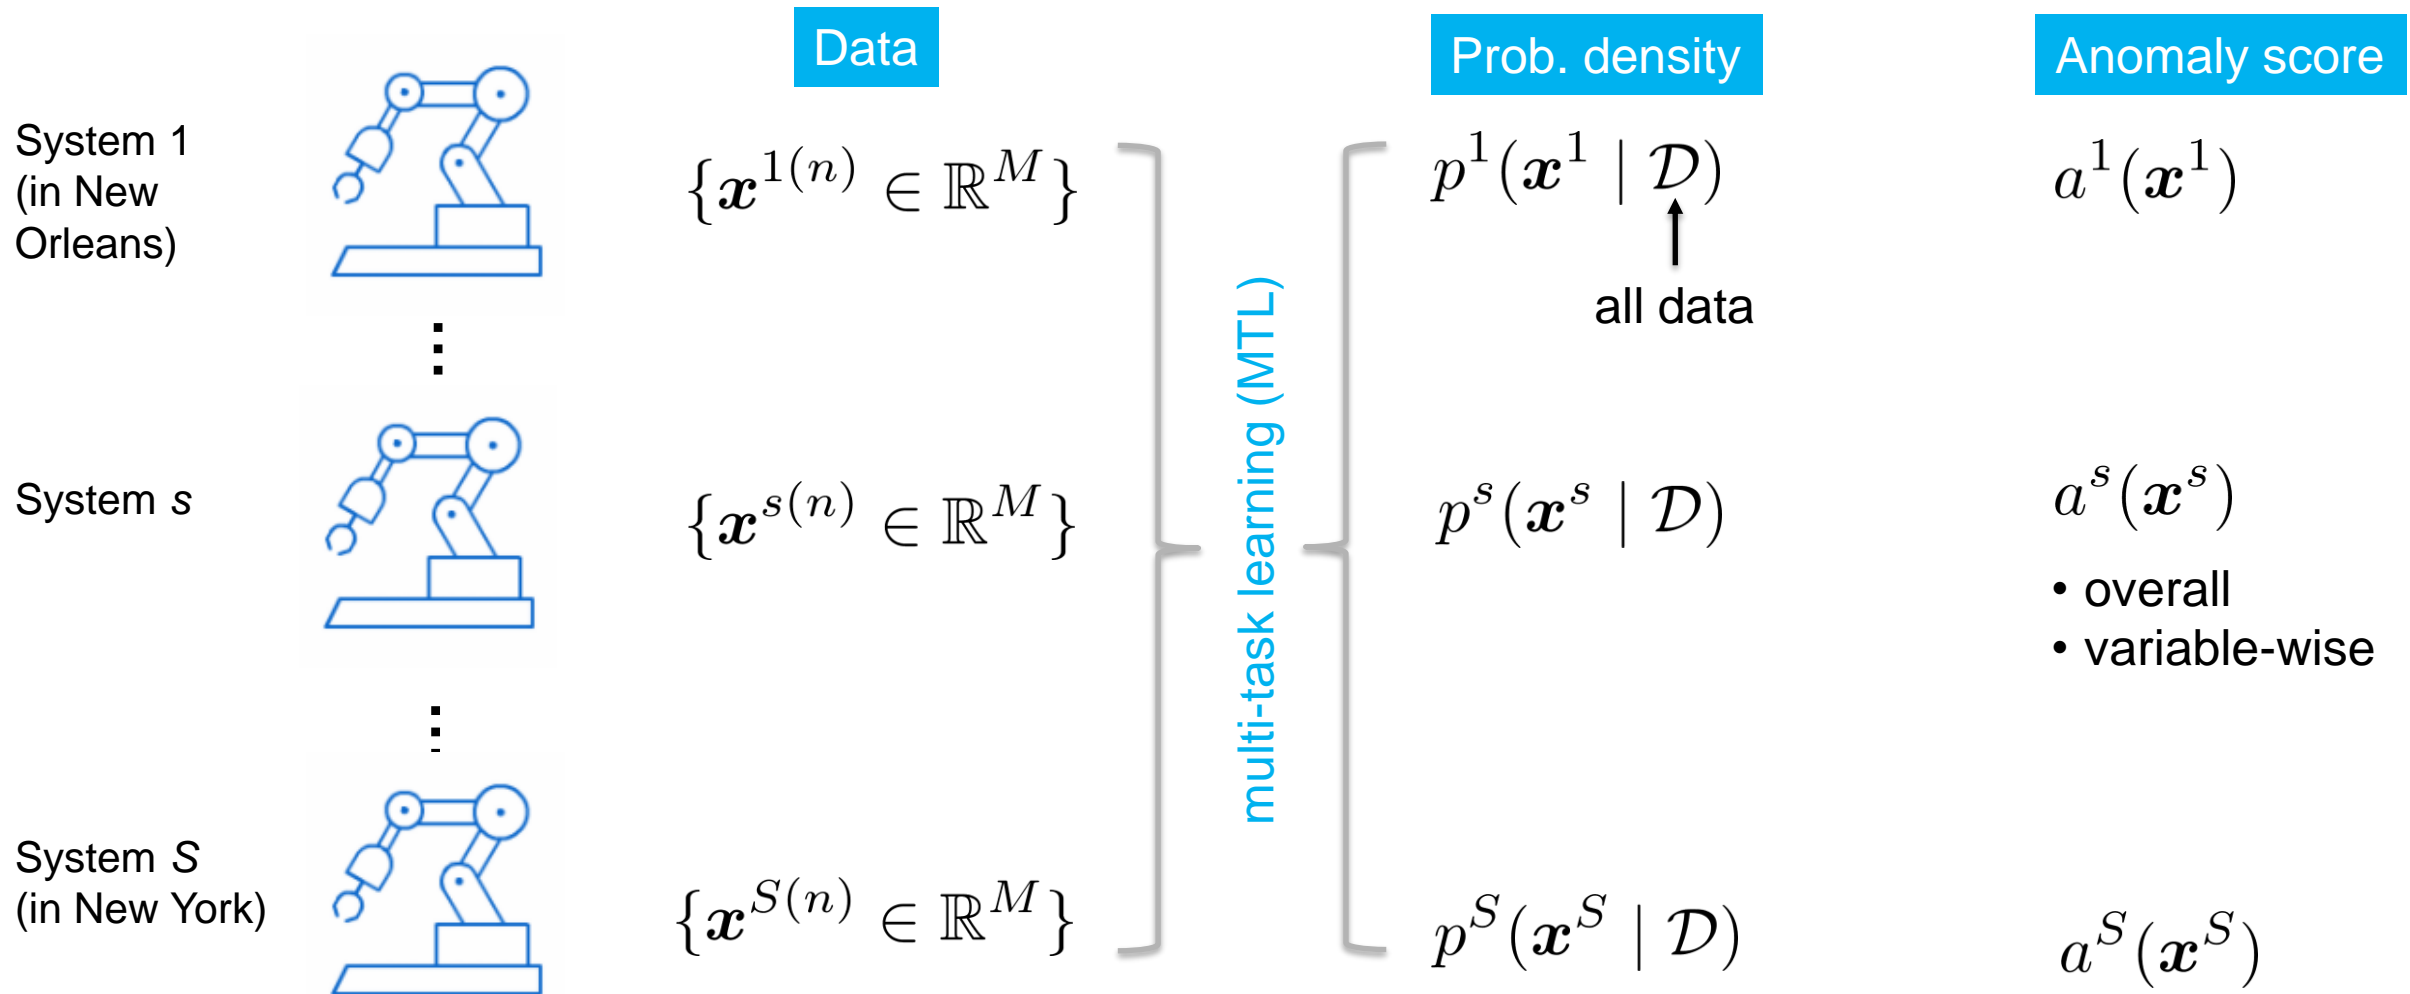 Data
Prob. density
Anomaly score
System 1
(in New
Orleans)
{x^{1(n)} ∈ ℝ^M}
p^1(x^1 | 𝒟)
a^1(x^1)
all data
multi-task learning (MTL)
System s
{x^{s(n)} ∈ ℝ^M}
p^s(x^s | 𝒟)
a^s(x^s)
• overall
• variable-wise
System S
(in New York)
{x^{S(n)} ∈ ℝ^M}
p^S(x^S | 𝒟)
a^S(x^S)